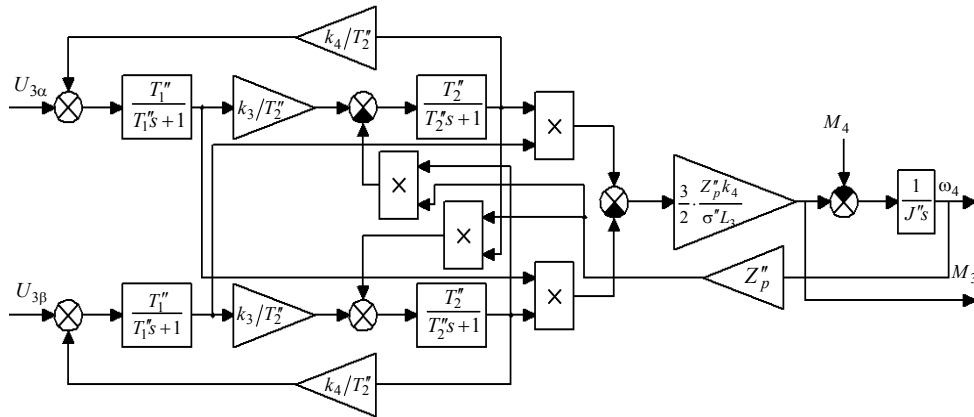 k₄/T₂″
U₃α
T₁″
T₁″s+1
k₃/T₂″
T₂″
T₂″s+1
×
M₄
×
×
3/2 · Zₚ″k₄/σ″L₃
1
J″s
ω₄
×
Zₚ″
M₃
U₃β
T₁″
T₁″s+1
k₃/T₂″
T₂″
T₂″s+1
×
k₄/T₂″